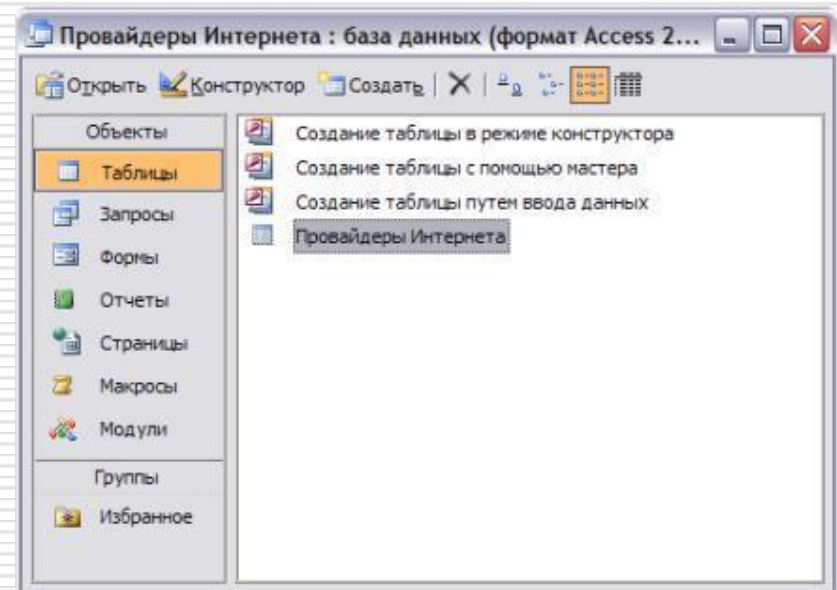 Провайдеры Интернета : база данных (формат Access 2...
Открыть Конструктор Создать
Объекты
Таблицы
Запросы
Формы
Отчеты
Страницы
Макросы
Модули
Группы
Избранное
Создание таблицы в режиме конструктора
Создание таблицы с помощью мастера
Создание таблицы путем ввода данных
Провайдеры Интернета